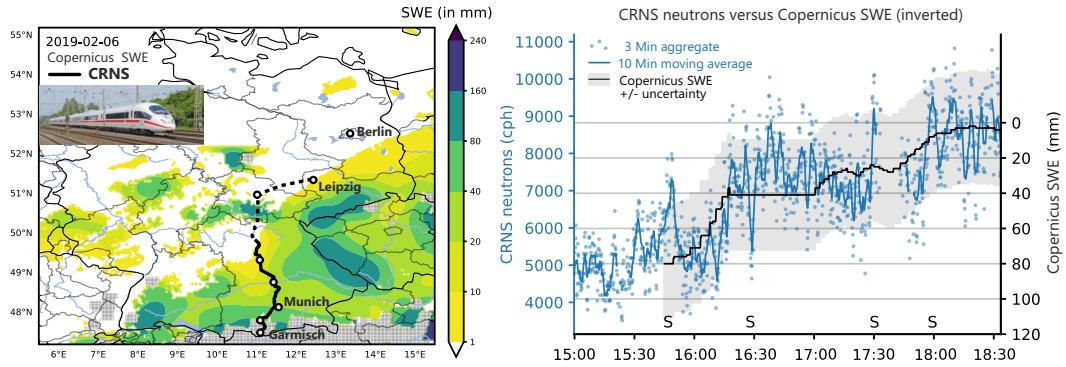 SWE (in mm)
2019-02-06
Copernicus SWE
CRNS
Berlin
Leipzig
Munich
Garmisch
55°N
54°N
53°N
52°N
51°N
50°N
49°N
48°N
6°E 7°E 8°E 9°E 10°E 11°E 12°E 13°E 14°E 15°E
240
160
80
40
20
10
1
CRNS neutrons versus Copernicus SWE (inverted)
3 Min aggregate
10 Min moving average
Copernicus SWE
+/- uncertainty
CRNS neutrons (cph)
11000
10000
9000
8000
7000
6000
5000
4000
Copernicus SWE (mm)
0
20
40
60
80
100
120
S S S S
15:00 15:30 16:00 16:30 17:00 17:30 18:00 18:30